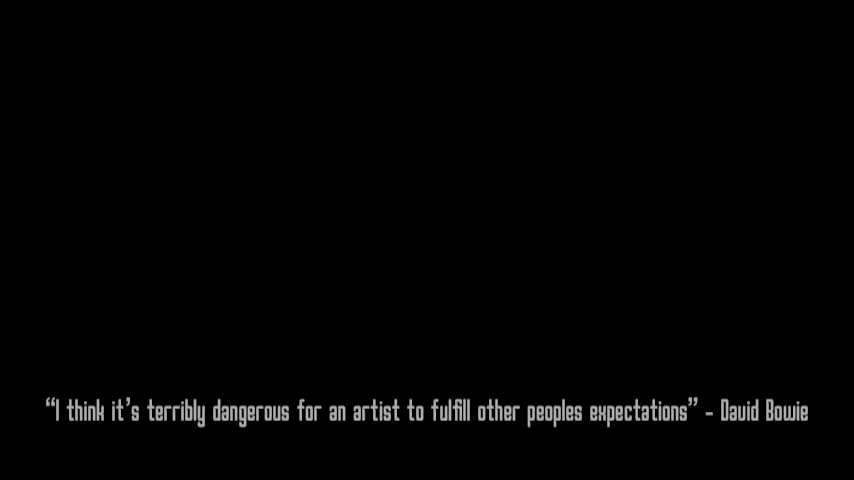 “I think it’s terribly dangerous for an artist to fulfill other peoples expectations” - David Bowie